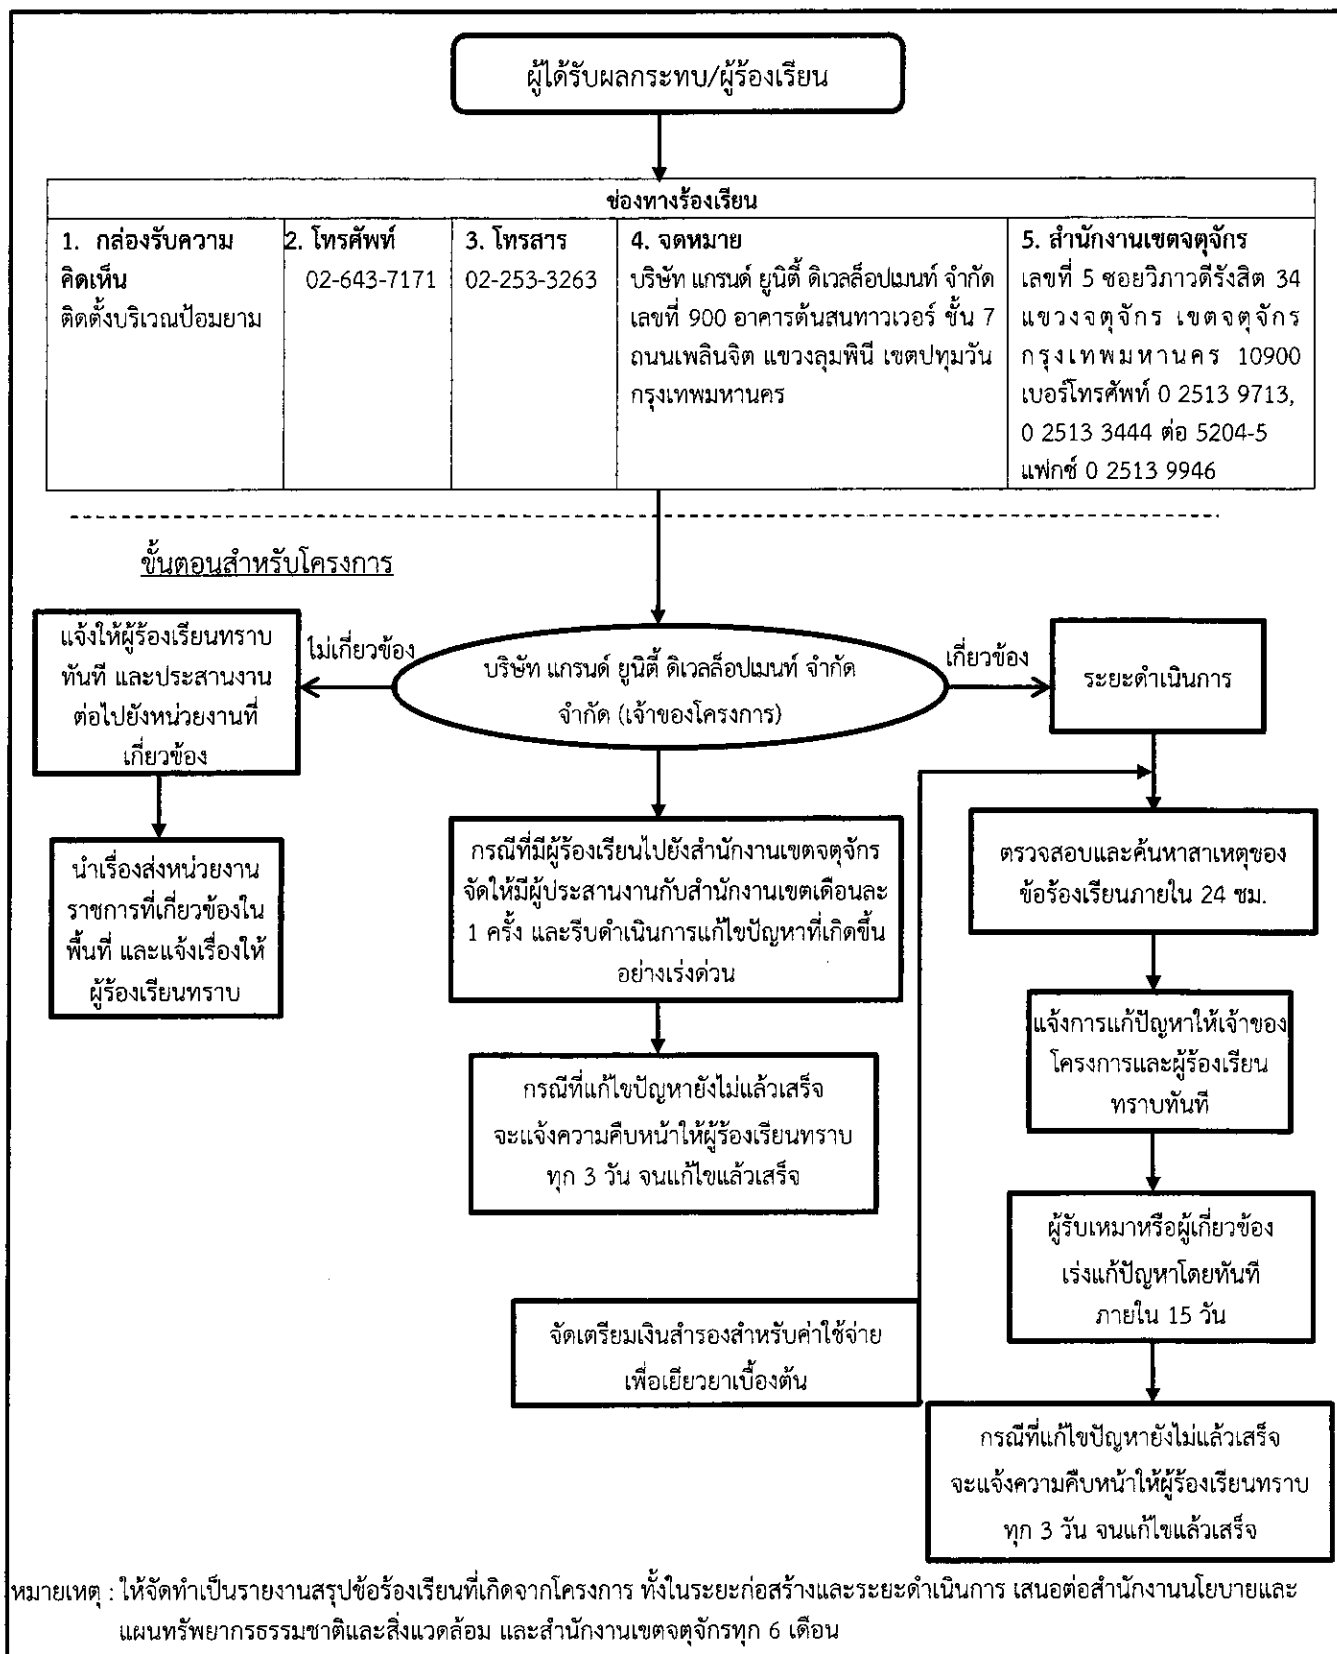 ผู้ได้รับผลกระทบ/ผู้ร้องเรียน
ช่องทางร้องเรียน
1. กล่องรับความ
คิดเห็น
ติดตั้งบริเวณป้อมยาม
2. โทรศัพท์
02-643-7171
3. โทรสาร
02-253-3263
4. จดหมาย
บริษัท แกรนด์ ยูนิตี้ ดิเวลล็อปเมนท์ จำกัด
เลขที่ 900 อาคารต้นสนทาวเวอร์ ชั้น 7
ถนนเพลินจิต แขวงลุมพินี เขตปทุมวัน
กรุงเทพมหานคร
5. สำนักงานเขตจตุจักร
เลขที่ 5 ซอยวิภาวดีรังสิต 34
แขวงจตุจักร เขตจตุจักร
กรุงเทพมหานคร 10900
เบอร์โทรศัพท์ 0 2513 9713,
0 2513 3444 ต่อ 5204-5
แฟกซ์ 0 2513 9946
ขั้นตอนสำหรับโครงการ
แจ้งให้ผู้ร้องเรียนทราบ
ทันที และประสานงาน
ต่อไปยังหน่วยงานที่
เกี่ยวข้อง
ไม่เกี่ยวข้อง
บริษัท แกรนด์ ยูนิตี้ ดิเวลล็อปเมนท์ จำกัด
จำกัด (เจ้าของโครงการ)
เกี่ยวข้อง
ระยะดำเนินการ
นำเรื่องส่งหน่วยงาน
ราชการที่เกี่ยวข้องใน
พื้นที่ และแจ้งเรื่องให้
ผู้ร้องเรียนทราบ
กรณีที่มีผู้ร้องเรียนไปยังสำนักงานเขตจตุจักร
จัดให้มีผู้ประสานงานกับสำนักงานเขตเดือนละ
1 ครั้ง และรีบดำเนินการแก้ไขปัญหาที่เกิดขึ้น
อย่างเร่งด่วน
ตรวจสอบและค้นหาสาเหตุของ
ข้อร้องเรียนภายใน 24 ชม.
กรณีที่แก้ไขปัญหายังไม่แล้วเสร็จ
จะแจ้งความคืบหน้าให้ผู้ร้องเรียนทราบ
ทุก 3 วัน จนแก้ไขแล้วเสร็จ
แจ้งการแก้ปัญหาให้เจ้าของ
โครงการและผู้ร้องเรียน
ทราบทันที
ผู้รับเหมาหรือผู้เกี่ยวข้อง
เร่งแก้ปัญหาโดยทันที
ภายใน 15 วัน
จัดเตรียมเงินสำรองสำหรับค่าใช้จ่าย
เพื่อเยียวยาเบื้องต้น
กรณีที่แก้ไขปัญหายังไม่แล้วเสร็จ
จะแจ้งความคืบหน้าให้ผู้ร้องเรียนทราบ
ทุก 3 วัน จนแก้ไขแล้วเสร็จ
หมายเหตุ : ให้จัดทำเป็นรายงานสรุปข้อร้องเรียนที่เกิดจากโครงการ ทั้งในระยะก่อสร้างและระยะดำเนินการ เสนอต่อสำนักงานนโยบายและ
แผนทรัพยากรธรรมชาติและสิ่งแวดล้อม และสำนักงานเขตจตุจักรทุก 6 เดือน